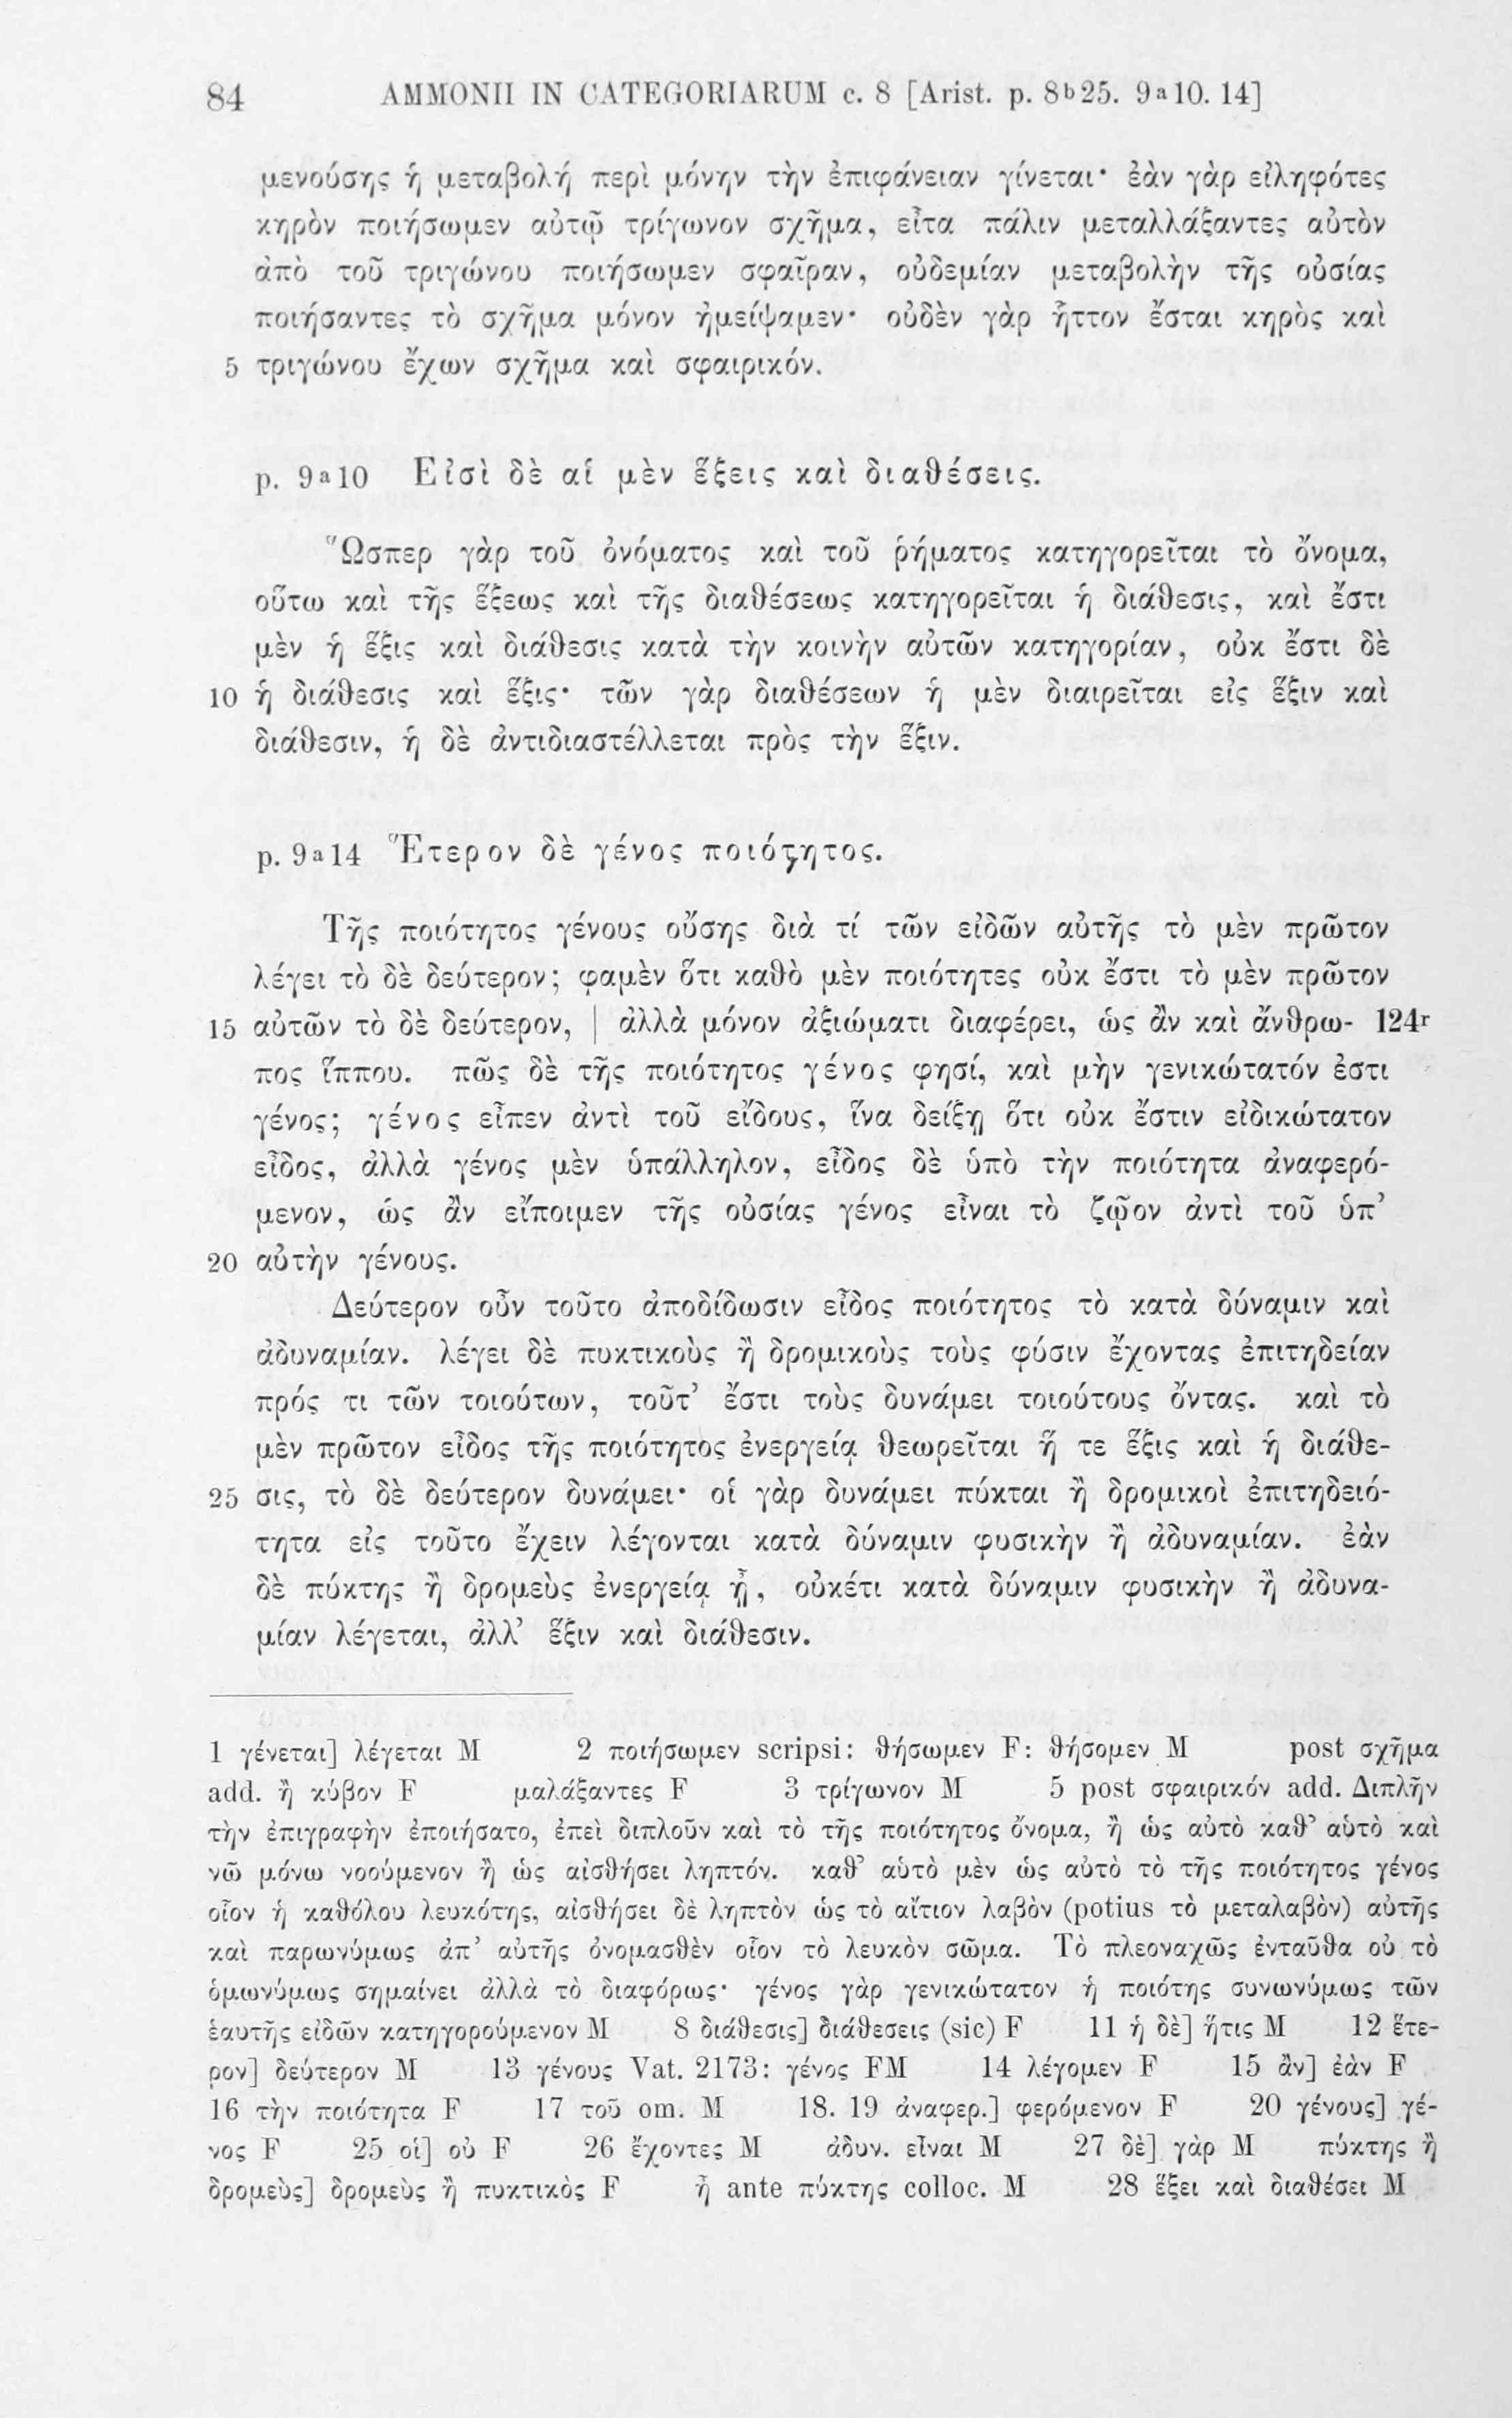 84 AMMONII IN CATEGORIARUM c. 8 [Arist. p. 8b25. 9a10. 14]
μενούσης ἡ μεταβολή περὶ μόνην τὴν ἐπιφάνειαν γίνεται· ἐὰν γὰρ εἰληφότες
κηρὸν ποιήσωμεν αὐτῷ τρίγωνον σχῆμα, εἶτα πάλιν μεταλλάξαντες αὐτὸν
ἀπὸ τοῦ τριγώνου ποιήσωμεν σφαῖραν, οὐδεμίαν μεταβολὴν τῆς οὐσίας
ποιήσαντες τὸ σχῆμα μόνον ἠμείψαμεν· οὐδὲν γὰρ ἧττον ἔσται κηρὸς καὶ
5 τριγώνου ἔχων σχῆμα καὶ σφαιρικόν.
p. 9a10 Εἰσὶ δὲ αἱ μὲν ἕξεις καὶ διαθέσεις.
Ὥσπερ γὰρ τοῦ ὀνόματος καὶ τοῦ ῥήματος κατηγορεῖται τὸ ὄνομα,
οὕτω καὶ τῆς ἕξεως καὶ τῆς διαθέσεως κατηγορεῖται ἡ διάθεσις, καὶ ἔστι
μὲν ἡ ἕξις καὶ διάθεσις κατὰ τὴν κοινὴν αὐτῶν κατηγορίαν, οὐκ ἔστι δὲ
10 ἡ διάθεσις καὶ ἕξις· τῶν γὰρ διαθέσεων ἡ μὲν διαιρεῖται εἰς ἕξιν καὶ
διάθεσιν, ἡ δὲ ἀντιδιαστέλλεται πρὸς τὴν ἕξιν.
p. 9a14 Ἕτερον δὲ γένος ποιότητος.
Τῆς ποιότητος γένους οὔσης διὰ τί τῶν εἰδῶν αὐτῆς τὸ μὲν πρῶτον
λέγει τὸ δὲ δεύτερον; φαμὲν ὅτι καθὸ μὲν ποιότητες οὐκ ἔστι τὸ μὲν πρῶτον
15 αὐτῶν τὸ δὲ δεύτερον, | ἀλλὰ μόνον ἀξιώματι διαφέρει, ὡς ἂν καὶ ἄνθρω- 124r
πος ἵππου. πῶς δὲ τῆς ποιότητος γένος φησί, καὶ μὴν γενικώτατόν ἐστι
γένος; γένος εἶπεν ἀντὶ τοῦ εἴδους, ἵνα δείξῃ ὅτι οὐκ ἔστιν εἰδικώτατον
εἶδος, ἀλλὰ γένος μὲν ὑπάλληλον, εἶδος δὲ ὑπὸ τὴν ποιότητα ἀναφερό-
μενον, ὡς ἂν εἴποιμεν τῆς οὐσίας γένος εἶναι τὸ ζῷον ἀντὶ τοῦ ὑπ’
20 αὐτὴν γένους.
Δεύτερον οὖν τοῦτο ἀποδίδωσιν εἶδος ποιότητος τὸ κατὰ δύναμιν καὶ
ἀδυναμίαν. λέγει δὲ πυκτικοὺς ἢ δρομικοὺς τοὺς φύσιν ἔχοντας ἐπιτηδείαν
πρός τι τῶν τοιούτων, τοῦτ’ ἔστι τοὺς δυνάμει τοιούτους ὄντας. καὶ τὸ
μὲν πρῶτον εἶδος τῆς ποιότητος ἐνεργείᾳ θεωρεῖται ἥ τε ἕξις καὶ ἡ διάθε-
25 σις, τὸ δὲ δεύτερον δυνάμει· οἱ γὰρ δυνάμει πύκται ἢ δρομικοὶ ἐπιτηδειό-
τητα εἰς τοῦτο ἔχειν λέγονται κατὰ δύναμιν φυσικὴν ἢ ἀδυναμίαν. ἐὰν
δὲ πύκτης ἢ δρομεὺς ἐνεργείᾳ ᾖ, οὐκέτι κατὰ δύναμιν φυσικὴν ἢ ἀδυνα-
μίαν λέγεται, ἀλλ’ ἕξιν καὶ διάθεσιν.
1 γένεται] λέγεται M 2 ποιήσωμεν scripsi: θήσωμεν F: θήσομεν M post σχῆμα
add. ἢ κύβον F μαλάξαντες F 3 τρίγωνον M 5 post σφαιρικόν add. Διπλῆν
τὴν ἐπιγραφὴν ἐποιήσατο, ἐπεὶ διπλοῦν καὶ τὸ τῆς ποιότητος ὄνομα, ἢ ὡς αὐτὸ καθ’ αὑτὸ καὶ
νῶ μόνω νοούμενον ἢ ὡς αἰσθήσει ληπτόν. καθ’ αὑτὸ μὲν ὡς αὐτὸ τὸ τῆς ποιότητος γένος
οἷον ἡ καθόλου λευκότης, αἰσθήσει δὲ ληπτὸν ὡς τὸ αἴτιον λαβὸν (potius τὸ μεταλαβὸν) αὐτῆς
καὶ παρωνύμως ἀπ’ αὐτῆς ὀνομασθὲν οἷον τὸ λευκὸν σῶμα. Τὸ πλεοναχῶς ἐνταῦθα οὐ τὸ
ὁμωνύμως σημαίνει ἀλλὰ τὸ διαφόρως· γένος γὰρ γενικώτατον ἡ ποιότης συνωνύμως τῶν
ἑαυτῆς εἰδῶν κατηγορούμενον M 8 διάθεσις] διάθεσεις (sic) F 11 ἡ δὲ] ἥτις M 12 ἕτε-
ρον] δεύτερον M 13 γένους Vat. 2173: γένος FM 14 λέγομεν F 15 ἂν] ἐὰν F
16 τὴν ποιότητα F 17 τοῦ om. M 18. 19 ἀναφερ.] φερόμενον F 20 γένους] γέ-
νος F 25 οἱ] οὐ F 26 ἔχοντες M ἀδυν. εἶναι M 27 δὲ] γὰρ M πύκτης ἢ
δρομεὺς] δρομεὺς ἢ πυκτικὸς F ἢ ante πύκτης colloc. M 28 ἕξει καὶ διαθέσει M